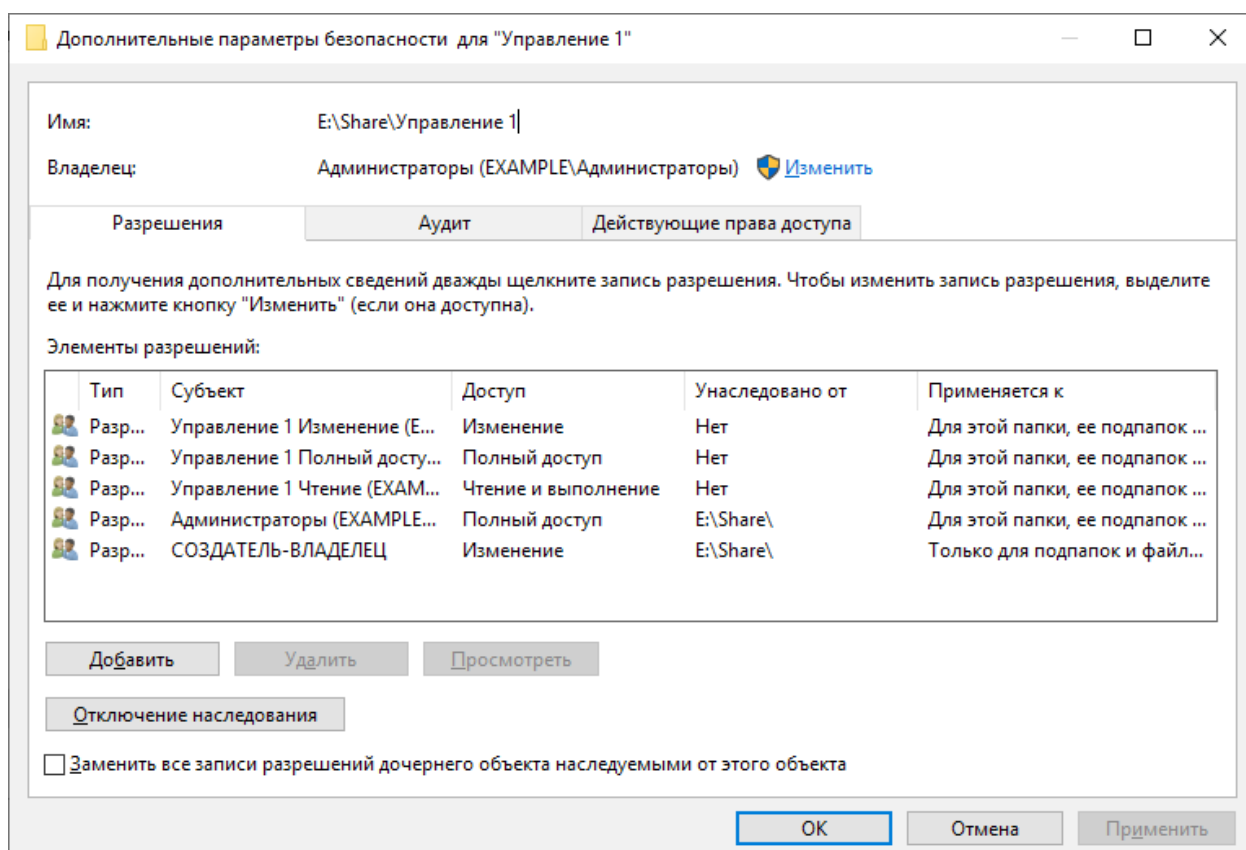 Дополнительные параметры безопасности для "Управление 1"
Имя: E:\Share\Управление 1
Владелец: Администраторы (EXAMPLE\Администраторы) Изменить
Разрешения Аудит Действующие права доступа
Для получения дополнительных сведений дважды щелкните запись разрешения. Чтобы изменить запись разрешения, выделите
ее и нажмите кнопку "Изменить" (если она доступна).
Элементы разрешений:
Тип Субъект Доступ Унаследовано от Применяется к
Разр... Управление 1 Изменение (E... Изменение Нет Для этой папки, ее подпапок ...
Разр... Управление 1 Полный досту... Полный доступ Нет Для этой папки, ее подпапок ...
Разр... Управление 1 Чтение (EXAM... Чтение и выполнение Нет Для этой папки, ее подпапок ...
Разр... Администраторы (EXAMPLE... Полный доступ E:\Share\ Для этой папки, ее подпапок ...
Разр... СОЗДАТЕЛЬ-ВЛАДЕЛЕЦ Изменение E:\Share\ Только для подпапок и файл...
Добавить Удалить Просмотреть
Отключение наследования
Заменить все записи разрешений дочернего объекта наследуемыми от этого объекта
ОК Отмена Применить